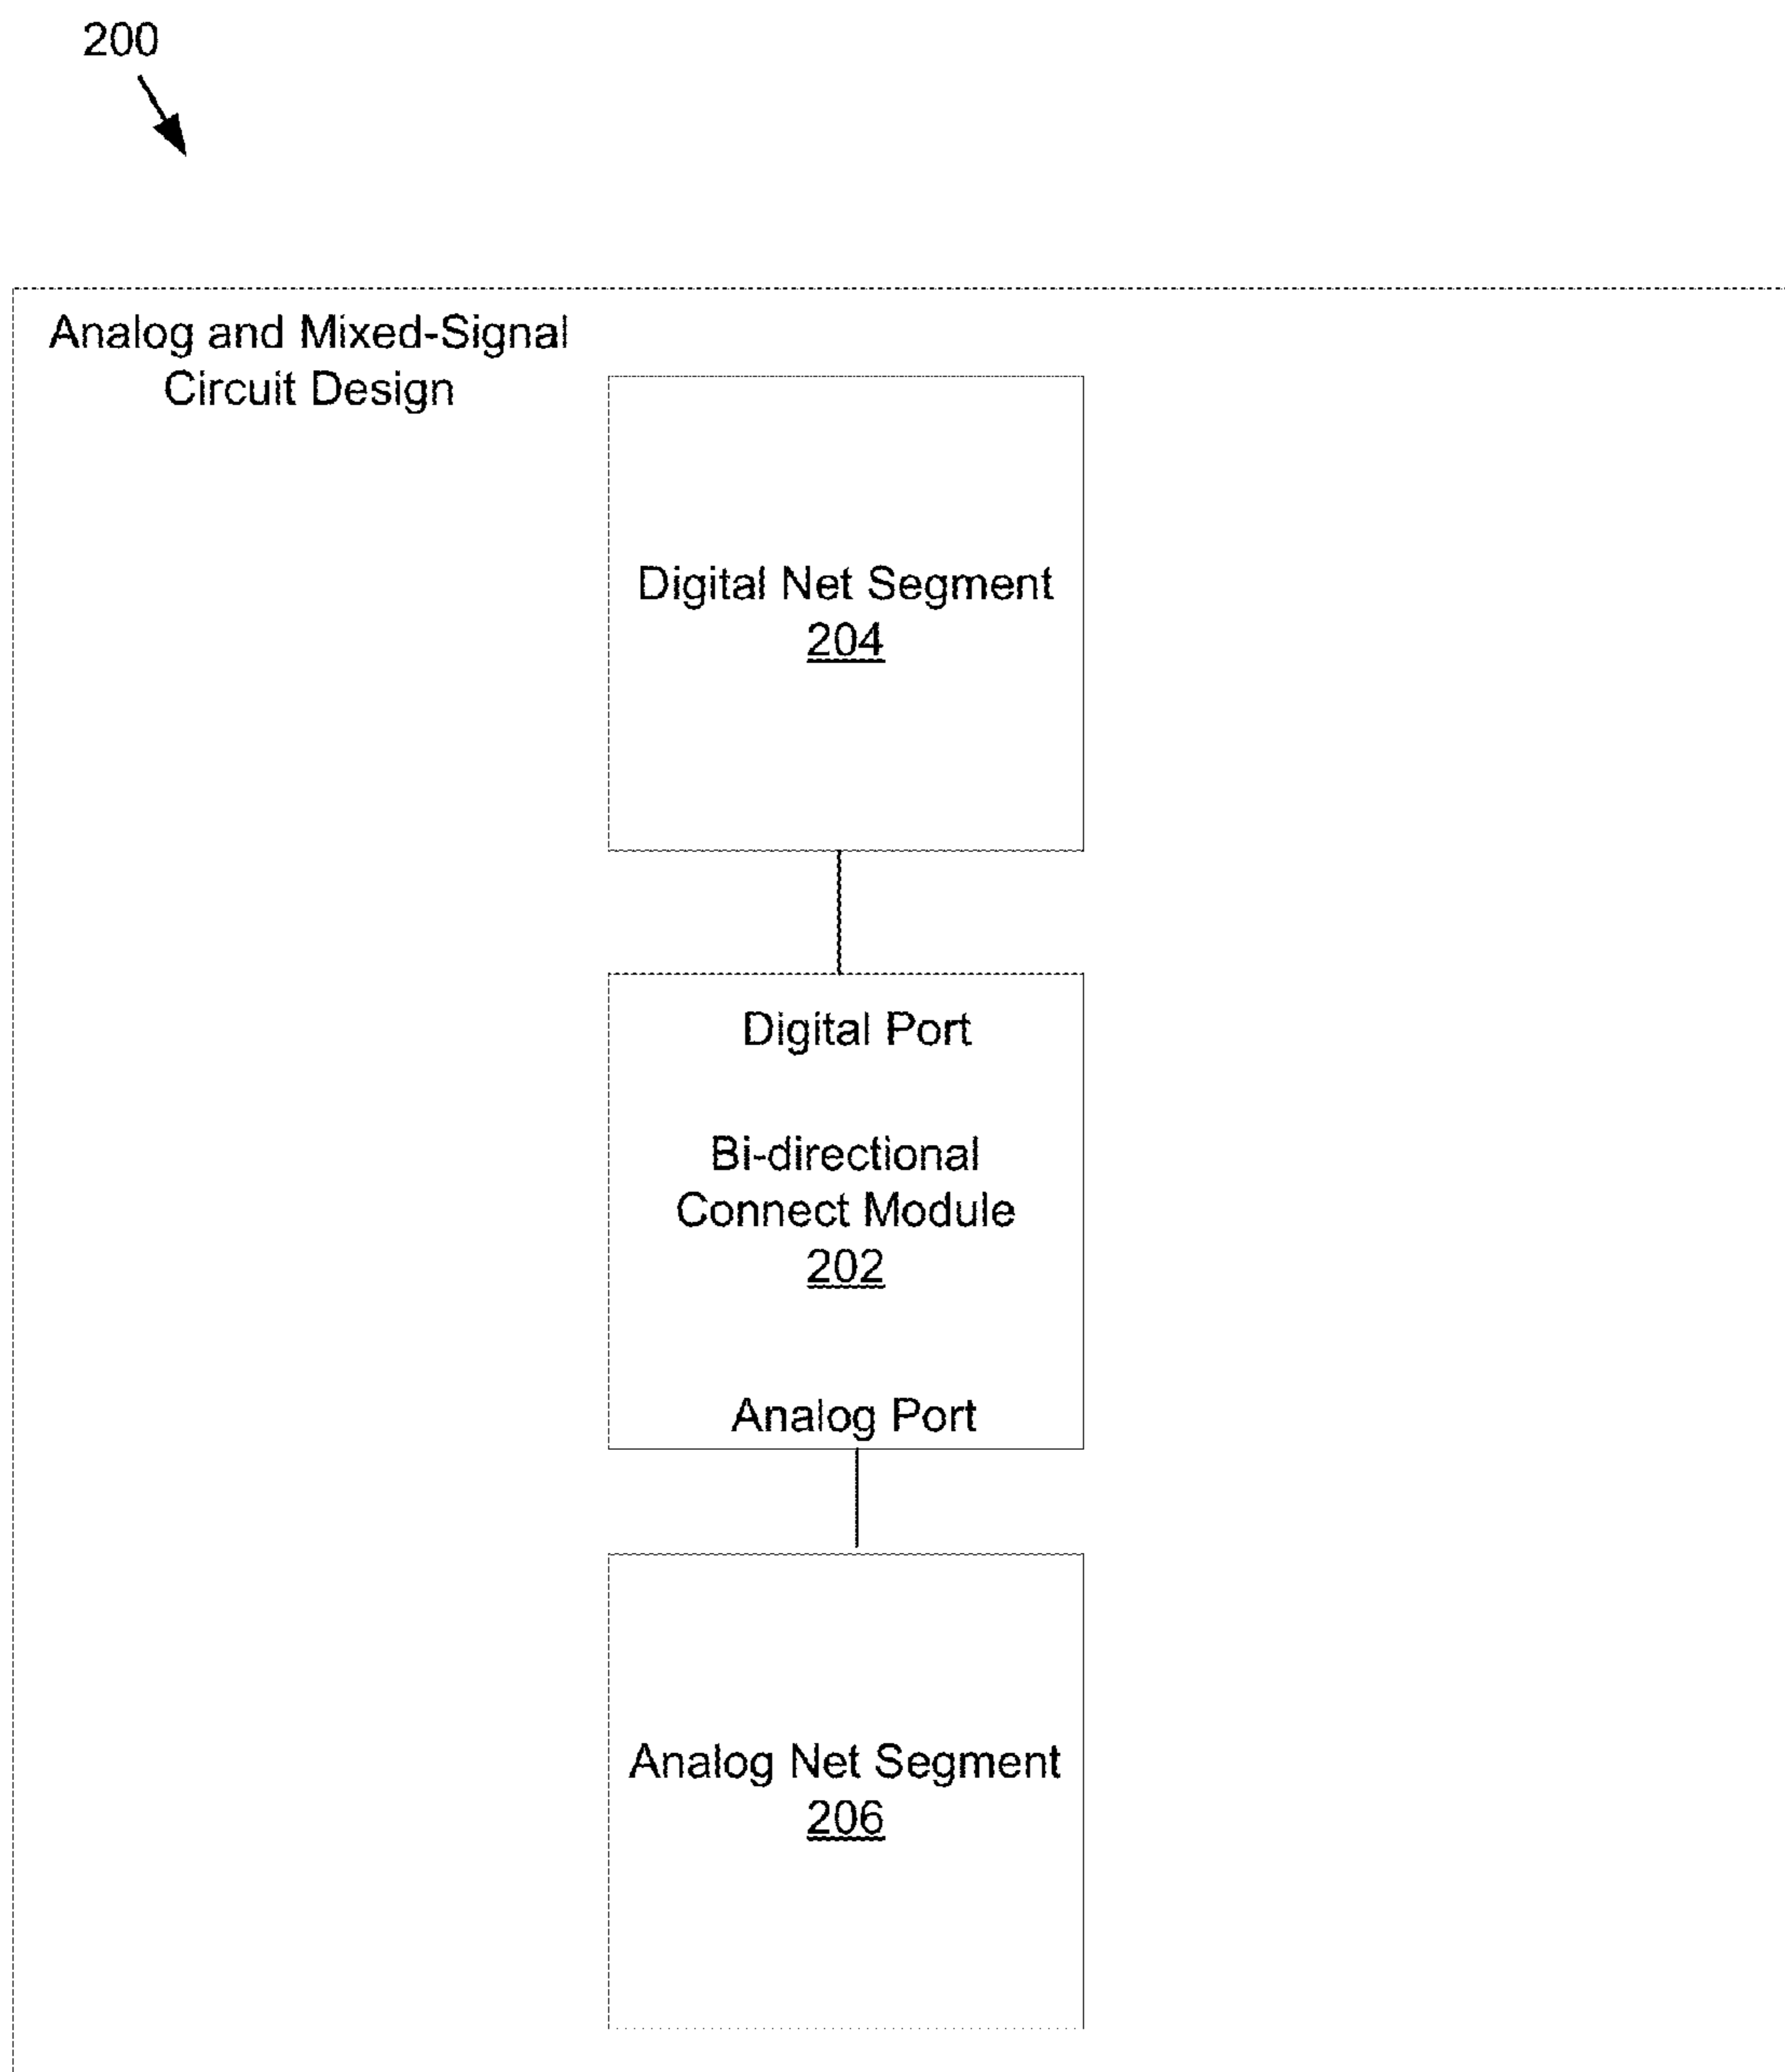 200
Analog and Mixed-Signal
Circuit Design
Digital Net Segment
204
Digital Port
Bi-directional
Connect Module
202
Analog Port
Analog Net Segment
206